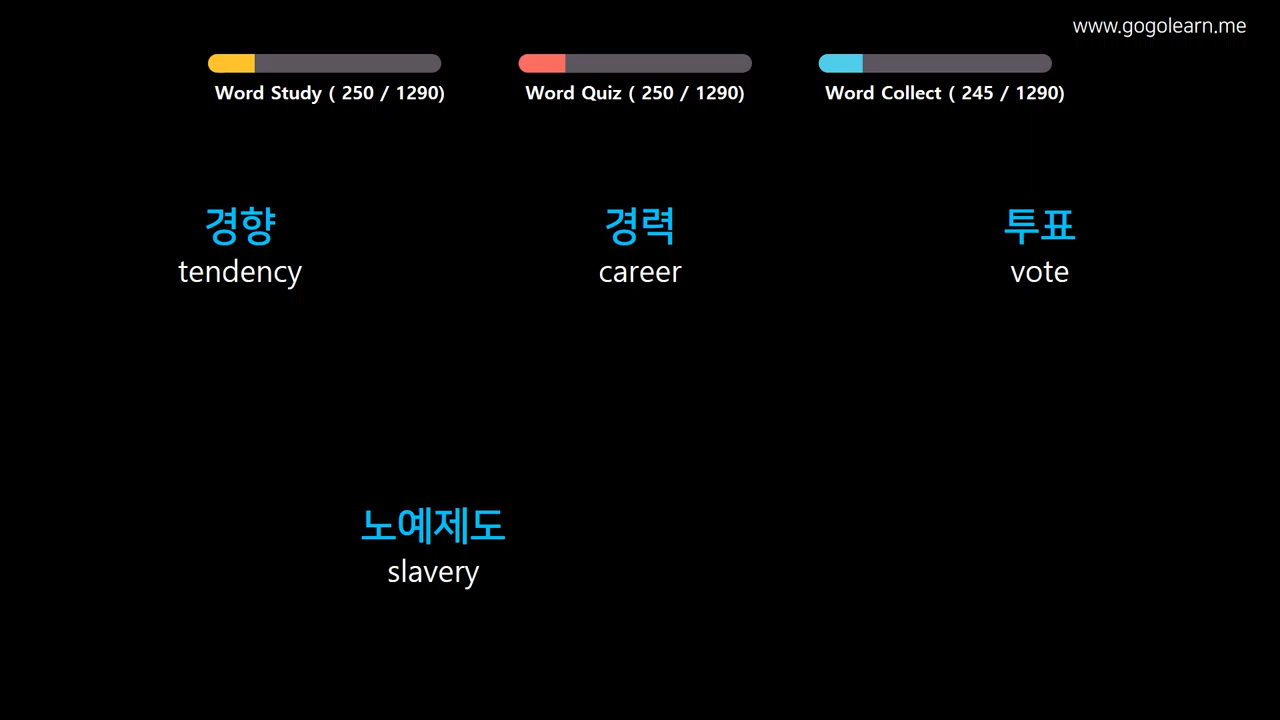 www.gogolearn.me
Word Study ( 250 / 1290)
Word Quiz ( 250 / 1290)
Word Collect ( 245 / 1290)
경향
tendency
경력
career
투표
vote
노예제도
slavery